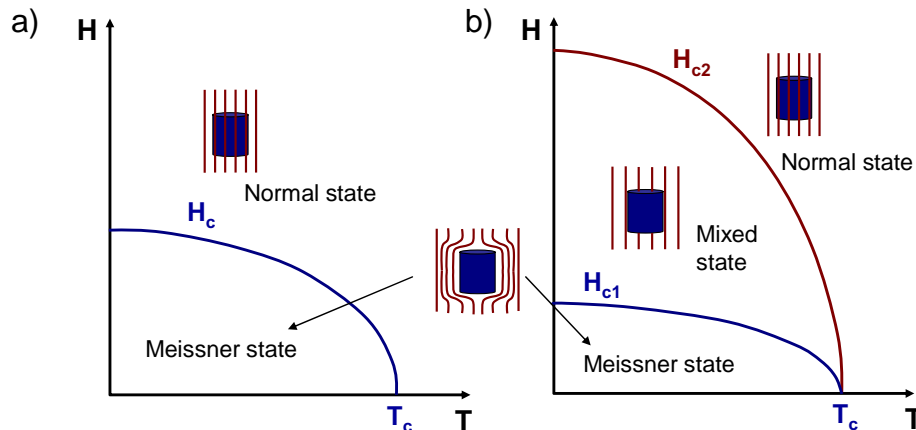 a)
H
Normal state
Hc
Meissner state
Tc
T
b)
H
Hc2
Normal state
Mixed
state
Hc1
Meissner state
Tc
T